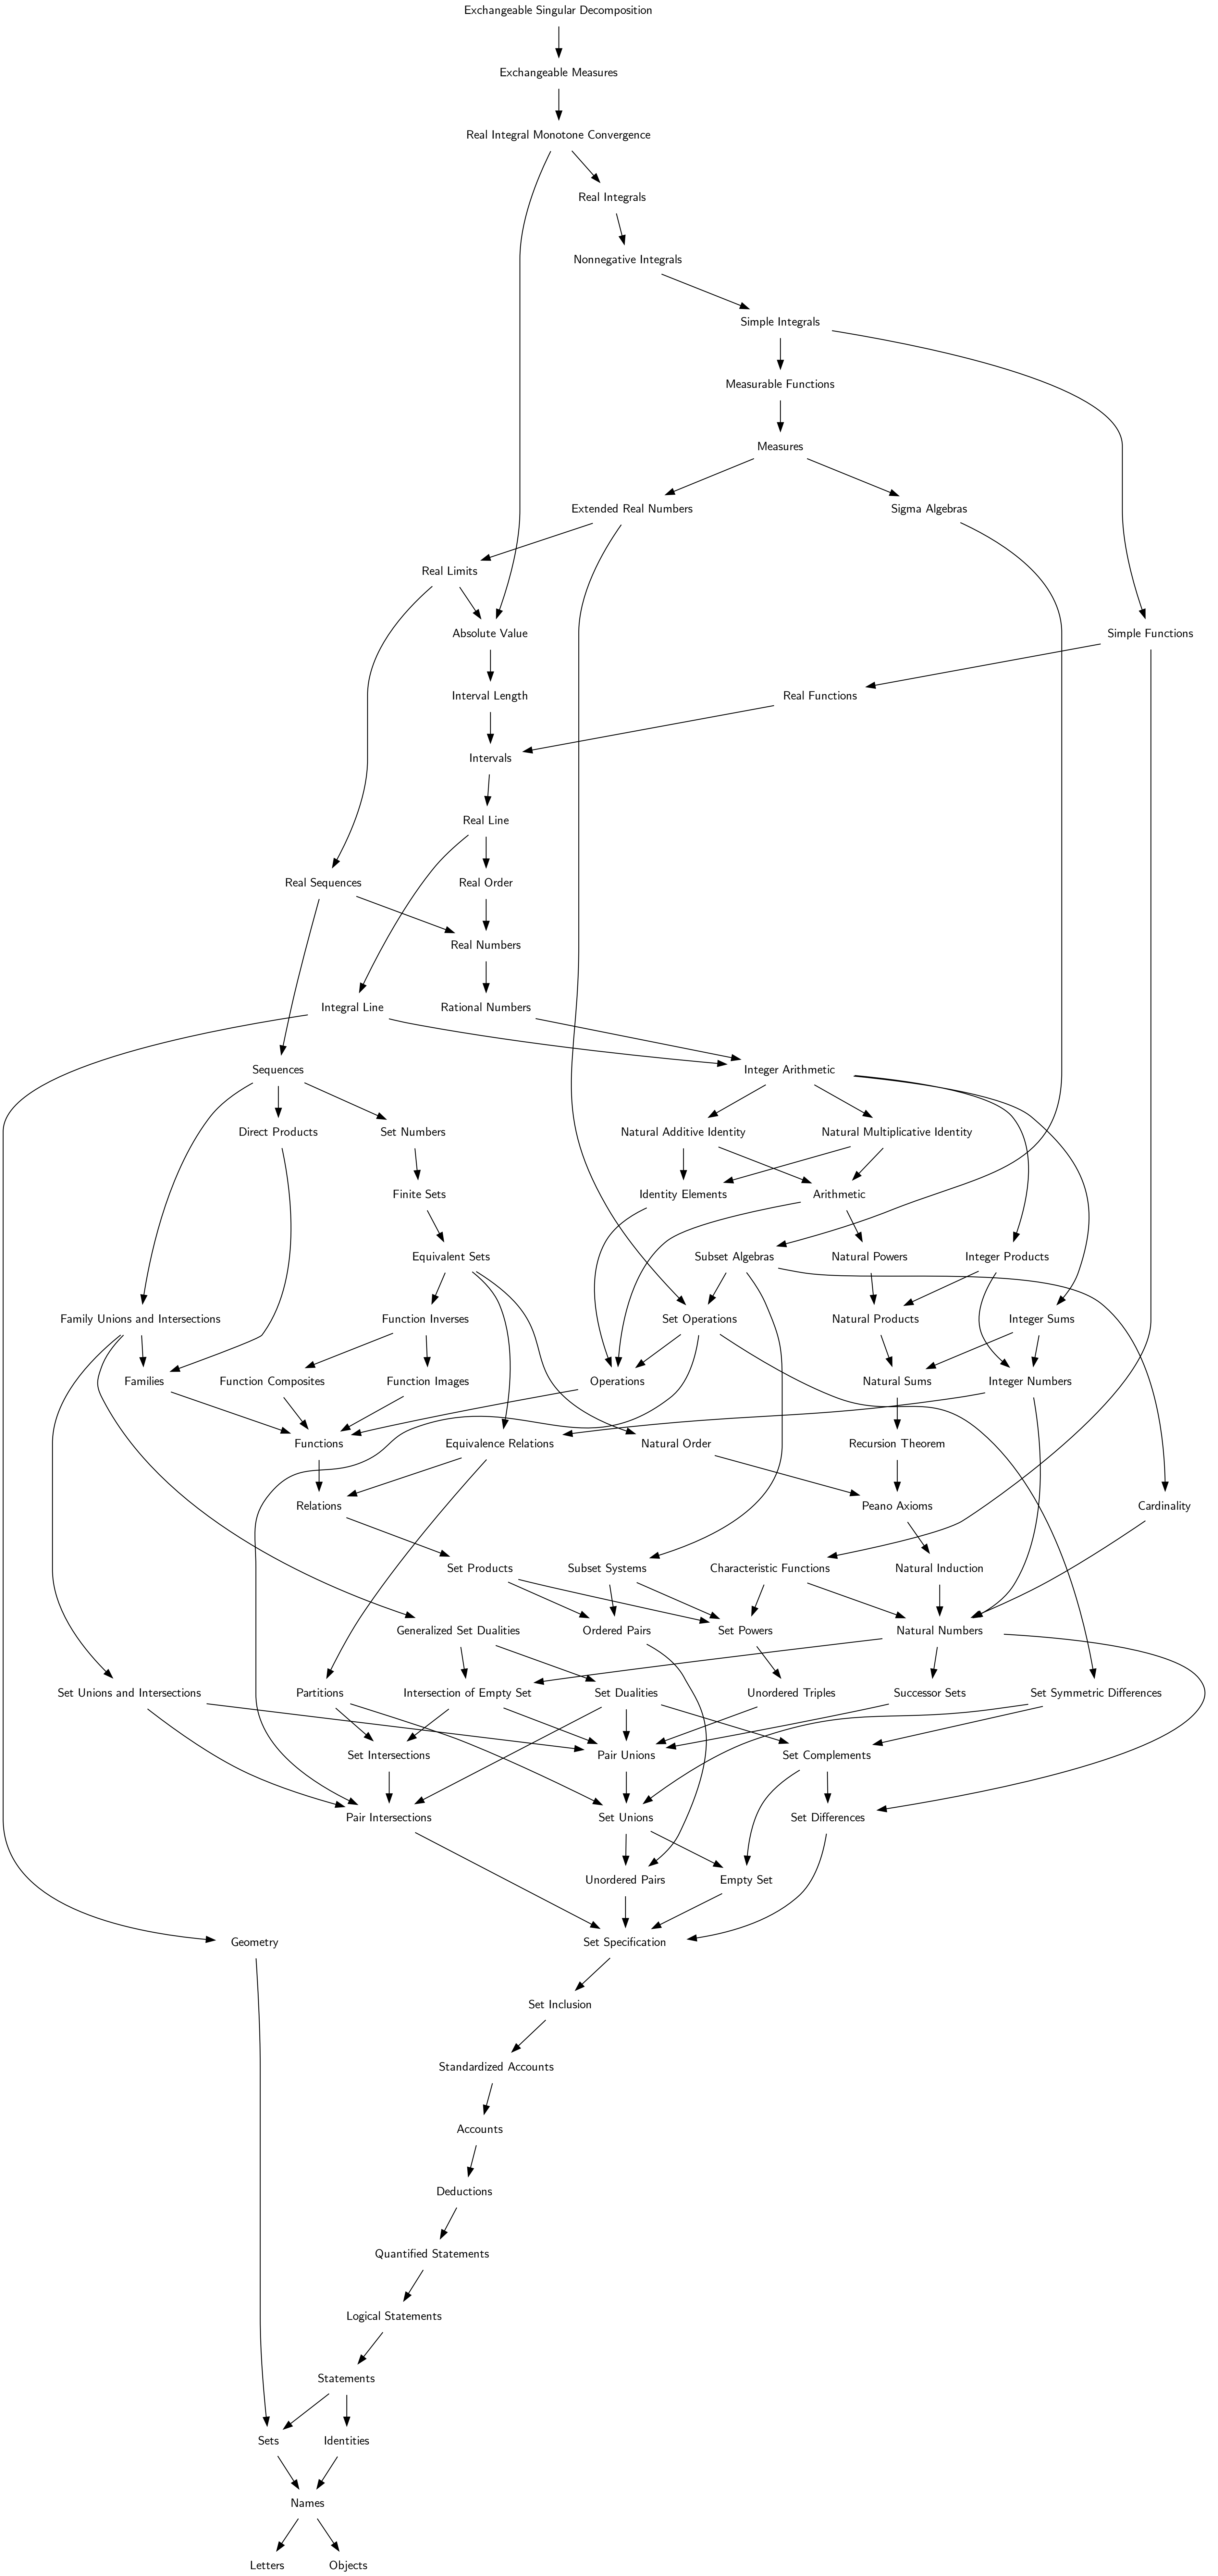 Exchangeable Singular Decomposition
Exchangeable Measures
Real Integral Monotone Convergence
Real Integrals
Nonnegative Integrals
Simple Integrals
Measurable Functions
Measures
Extended Real Numbers
Sigma Algebras
Real Limits
Absolute Value
Simple Functions
Interval Length
Real Functions
Intervals
Real Line
Real Sequences
Real Order
Real Numbers
Integral Line
Rational Numbers
Sequences
Integer Arithmetic
Direct Products
Set Numbers
Natural Additive Identity
Natural Multiplicative Identity
Finite Sets
Identity Elements
Arithmetic
Equivalent Sets
Subset Algebras
Natural Powers
Integer Products
Family Unions and Intersections
Function Inverses
Set Operations
Natural Products
Integer Sums
Families
Function Composites
Function Images
Operations
Natural Sums
Integer Numbers
Functions
Equivalence Relations
Natural Order
Recursion Theorem
Relations
Peano Axioms
Cardinality
Set Products
Subset Systems
Characteristic Functions
Natural Induction
Generalized Set Dualities
Ordered Pairs
Set Powers
Natural Numbers
Set Unions and Intersections
Partitions
Intersection of Empty Set
Set Dualities
Unordered Triples
Successor Sets
Set Symmetric Differences
Set Intersections
Pair Unions
Set Complements
Pair Intersections
Set Unions
Set Differences
Unordered Pairs
Empty Set
Geometry
Set Specification
Set Inclusion
Standardized Accounts
Accounts
Deductions
Quantified Statements
Logical Statements
Statements
Sets
Identities
Names
Letters
Objects